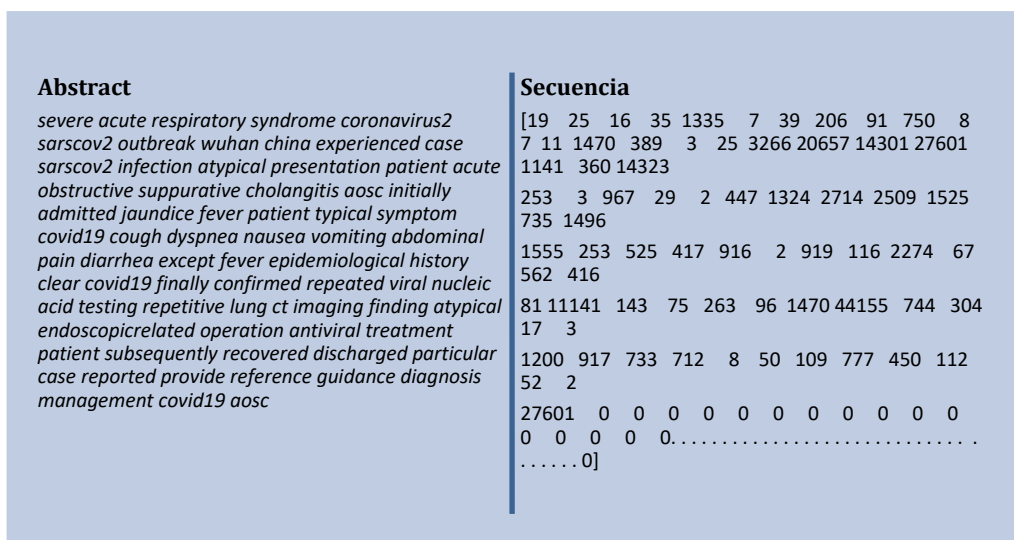 Abstract
severe acute respiratory syndrome coronavirus2
sarscov2 outbreak wuhan china experienced case
sarscov2 infection atypical presentation patient acute
obstructive suppurative cholangitis aosc initially
admitted jaundice fever patient typical symptom
covid19 cough dyspnea nausea vomiting abdominal
pain diarrhea except fever epidemiological history
clear covid19 finally confirmed repeated viral nucleic
acid testing repetitive lung ct imaging finding atypical
endoscopicrelated operation antiviral treatment
patient subsequently recovered discharged particular
case reported provide reference guidance diagnosis
management covid19 aosc
Secuencia
[19 25 16 35 1335 7 39 206 91 750 8
7 11 1470 389 3 25 3266 20657 14301 27601
1141 360 14323
253 3 967 29 2 447 1324 2714 2509 1525
735 1496
1555 253 525 417 916 2 919 116 2274 67
562 416
81 11141 143 75 263 96 1470 44155 744 304
17 3
1200 917 733 712 8 50 109 777 450 112
52 2
27601 0 0 0 0 0 0 0 0 0 0 0
0 0 0 0 0. . . . . . . . . . . . . . . . . . . . . . . . . . . . . .
. . . . . . 0]